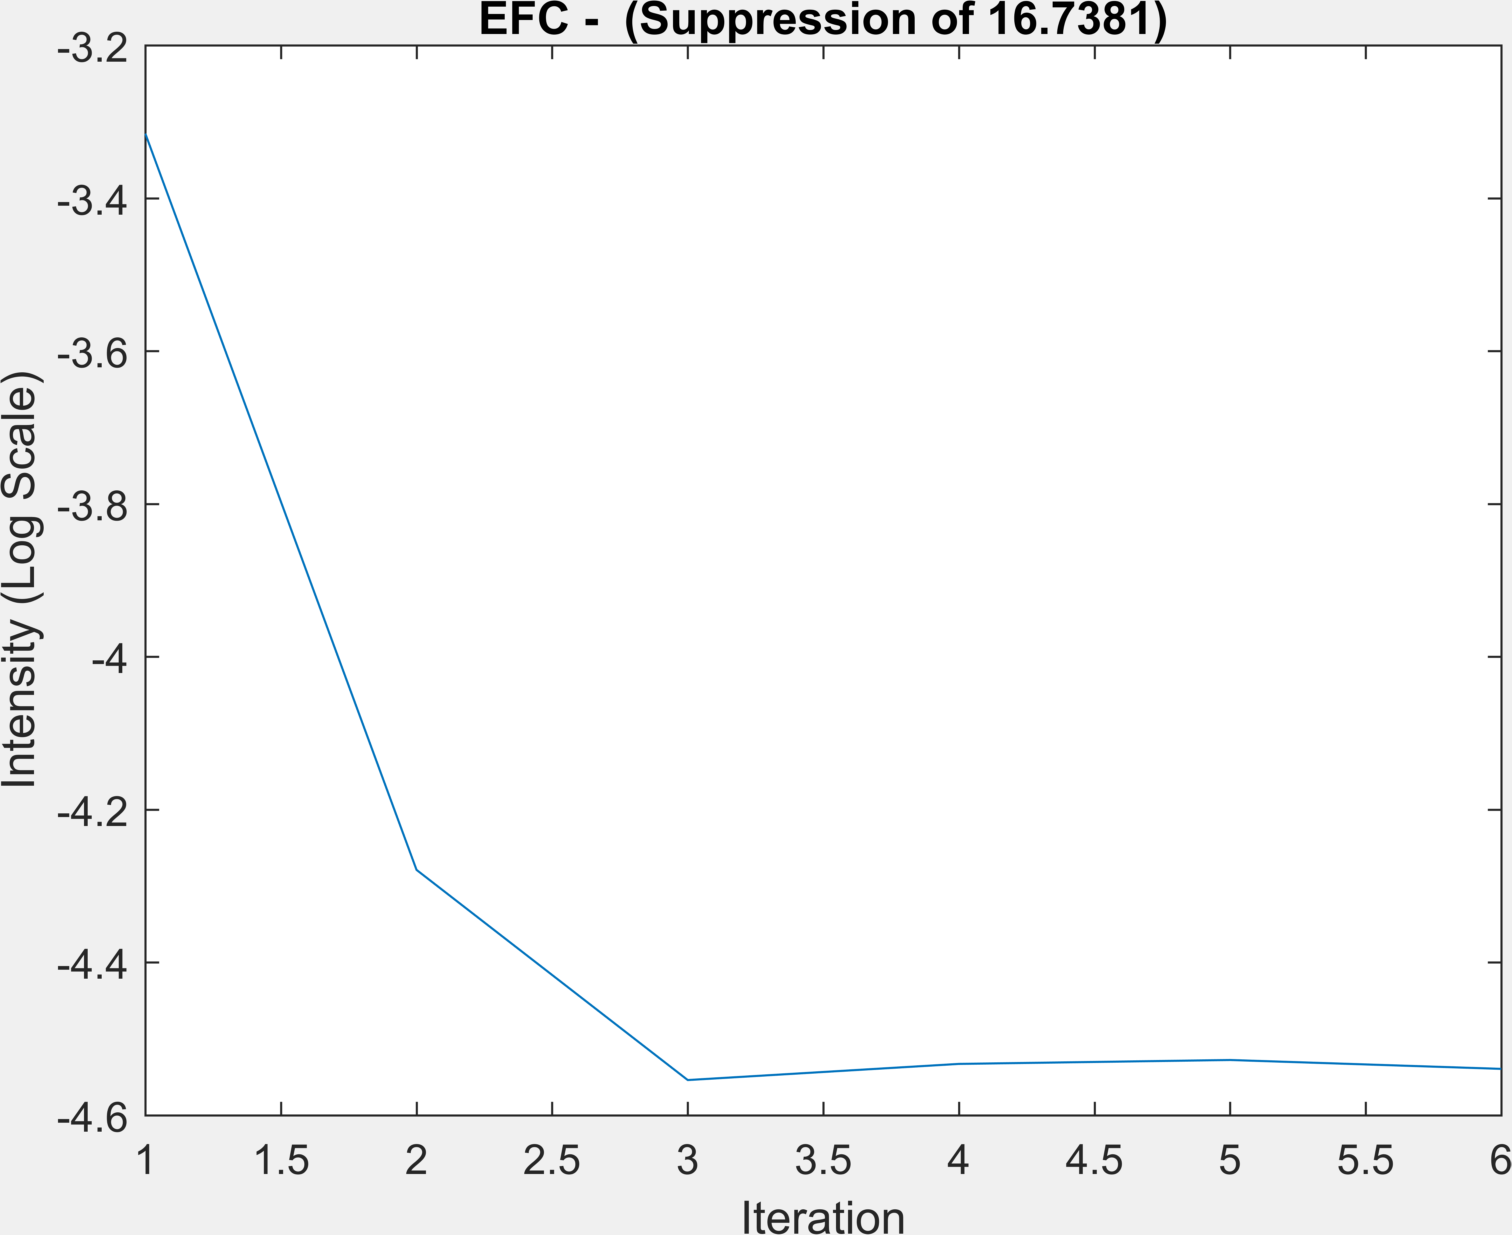 EFC -  (Suppression of 16.7381)
-3.2
-3.4
-3.6
-3.8
-4
-4.2
-4.4
-4.6
Intensity (Log Scale)
1 1.5 2 2.5 3 3.5 4 4.5 5 5.5 6
Iteration